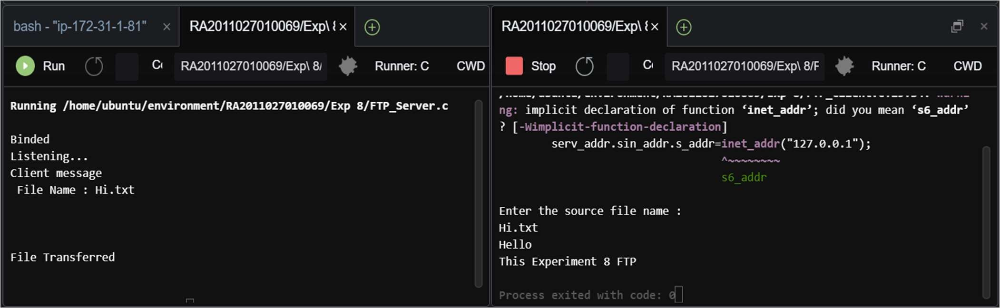 bash - "ip-172-31-1-81" ×
RA2011027010069/Exp\ 8 ×
Run
RA2011027010069/Exp\ 8/
Runner: C
CWD
Running /home/ubuntu/environment/RA2011027010069/Exp 8/FTP_Server.c
Binded
Listening...
Client message
File Name : Hi.txt
File Transferred
RA2011027010069/Exp\ 8 ×
Stop
RA2011027010069/Exp\ 8/F
Runner: C
CWD
ng: implicit declaration of function ‘inet_addr’; did you mean ‘s6_addr’
? [-Wimplicit-function-declaration]
serv_addr.sin_addr.s_addr=inet_addr("127.0.0.1");
^~~~~~~~~
s6_addr
Enter the source file name :
Hi.txt
Hello
This Experiment 8 FTP
Process exited with code: 0